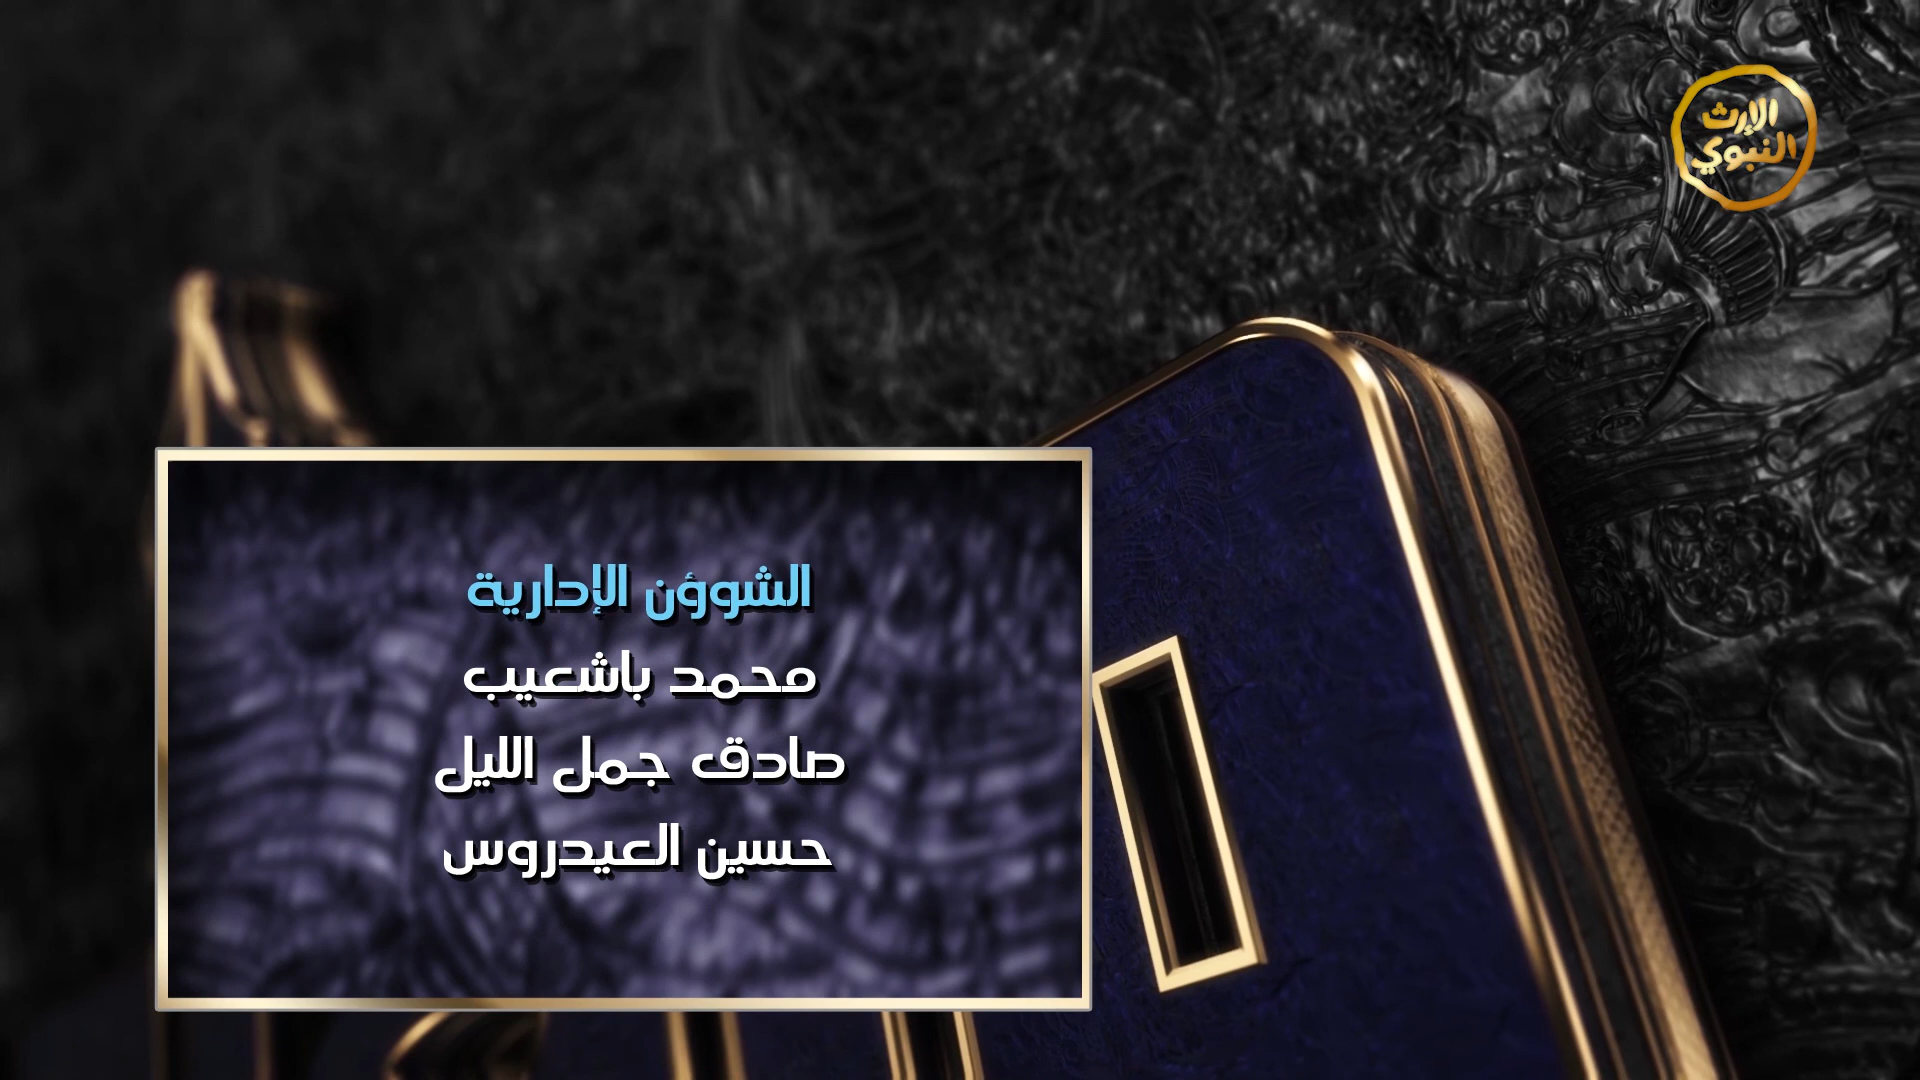 الإرث
النبوي
الشوؤن الإدارية
محمد باشعيب
صادق جمل الليل
حسين العيدروس